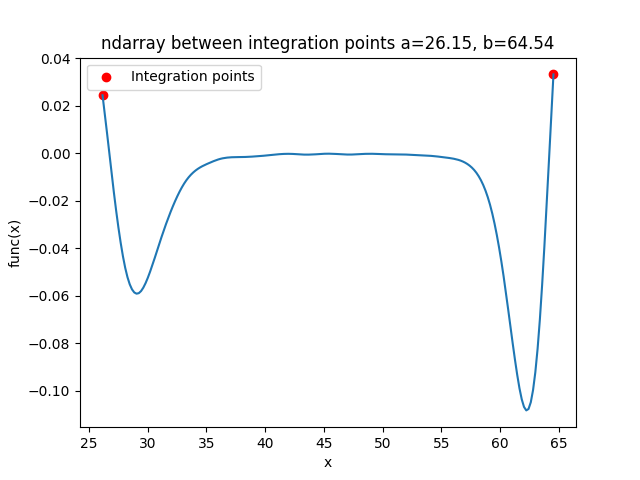 ndarray between integration points a=26.15, b=64.54
Integration points
func(x)
0.04
0.02
0.00
−0.02
−0.04
−0.06
−0.08
−0.10
25 30 35 40 45 50 55 60 65
x